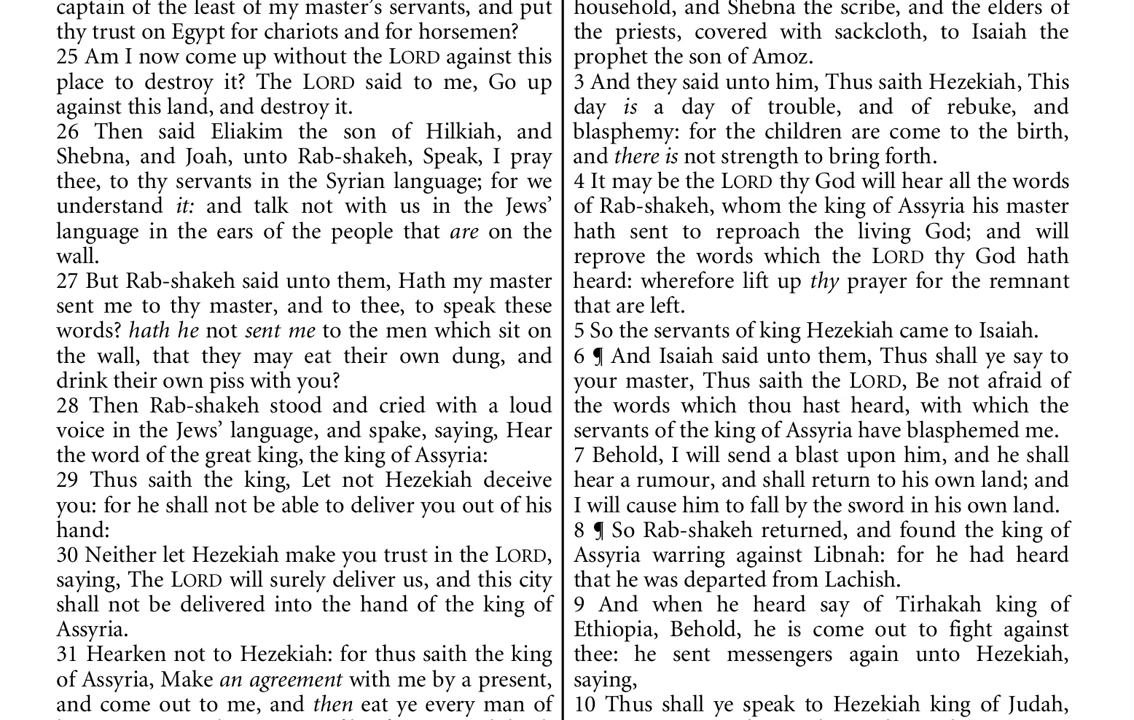 captain of the least of my master’s servants, and put
thy trust on Egypt for chariots and for horsemen?
25 Am I now come up without the LORD against this
place to destroy it? The LORD said to me, Go up
against this land, and destroy it.
26 Then said Eliakim the son of Hilkiah, and
Shebna, and Joah, unto Rab-shakeh, Speak, I pray
thee, to thy servants in the Syrian language; for we
understand it: and talk not with us in the Jews’
language in the ears of the people that are on the
wall.
27 But Rab-shakeh said unto them, Hath my master
sent me to thy master, and to thee, to speak these
words? hath he not sent me to the men which sit on
the wall, that they may eat their own dung, and
drink their own piss with you?
28 Then Rab-shakeh stood and cried with a loud
voice in the Jews’ language, and spake, saying, Hear
the word of the great king, the king of Assyria:
29 Thus saith the king, Let not Hezekiah deceive
you: for he shall not be able to deliver you out of his
hand:
30 Neither let Hezekiah make you trust in the LORD,
saying, The LORD will surely deliver us, and this city
shall not be delivered into the hand of the king of
Assyria.
31 Hearken not to Hezekiah: for thus saith the king
of Assyria, Make an agreement with me by a present,
and come out to me, and then eat ye every man of
household, and Shebna the scribe, and the elders of
the priests, covered with sackcloth, to Isaiah the
prophet the son of Amoz.
3 And they said unto him, Thus saith Hezekiah, This
day is a day of trouble, and of rebuke, and
blasphemy: for the children are come to the birth,
and there is not strength to bring forth.
4 It may be the LORD thy God will hear all the words
of Rab-shakeh, whom the king of Assyria his master
hath sent to reproach the living God; and will
reprove the words which the LORD thy God hath
heard: wherefore lift up thy prayer for the remnant
that are left.
5 So the servants of king Hezekiah came to Isaiah.
6 ¶ And Isaiah said unto them, Thus shall ye say to
your master, Thus saith the LORD, Be not afraid of
the words which thou hast heard, with which the
servants of the king of Assyria have blasphemed me.
7 Behold, I will send a blast upon him, and he shall
hear a rumour, and shall return to his own land; and
I will cause him to fall by the sword in his own land.
8 ¶ So Rab-shakeh returned, and found the king of
Assyria warring against Libnah: for he had heard
that he was departed from Lachish.
9 And when he heard say of Tirhakah king of
Ethiopia, Behold, he is come out to fight against
thee: he sent messengers again unto Hezekiah,
saying,
10 Thus shall ye speak to Hezekiah king of Judah,